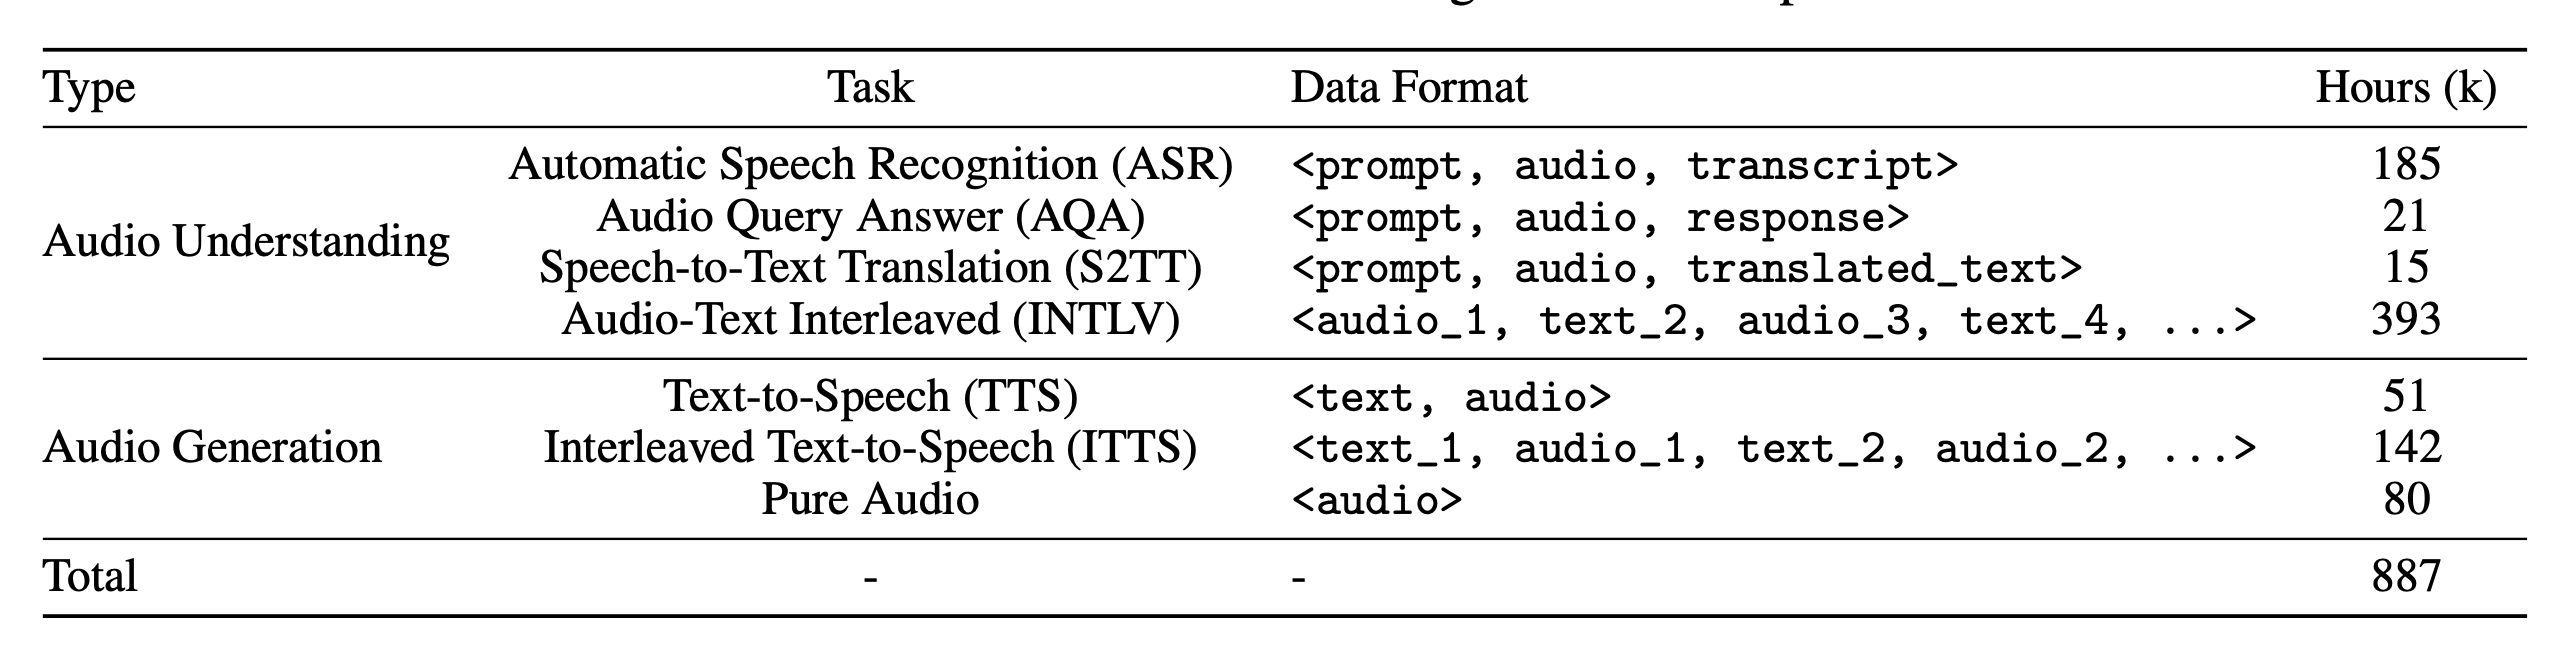 Type Task Data Format Hours (k)
Automatic Speech Recognition (ASR) <prompt, audio, transcript> 185
Audio Query Answer (AQA) <prompt, audio, response> 21
Audio Understanding
Speech-to-Text Translation (S2TT) <prompt, audio, translated_text> 15
Audio-Text Interleaved (INTLV) <audio_1, text_2, audio_3, text_4, ...> 393
Text-to-Speech (TTS) <text, audio> 51
Audio Generation Interleaved Text-to-Speech (ITTS) <text_1, audio_1, text_2, audio_2, ...> 142
Pure Audio <audio> 80
Total - - 887